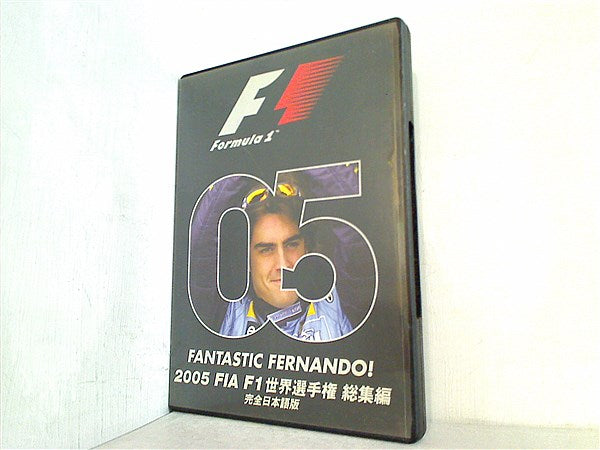 F1
Formula 1™
05
FANTASTIC FERNANDO!
2005 FIA F1世界選手権 総集編
完全日本語版